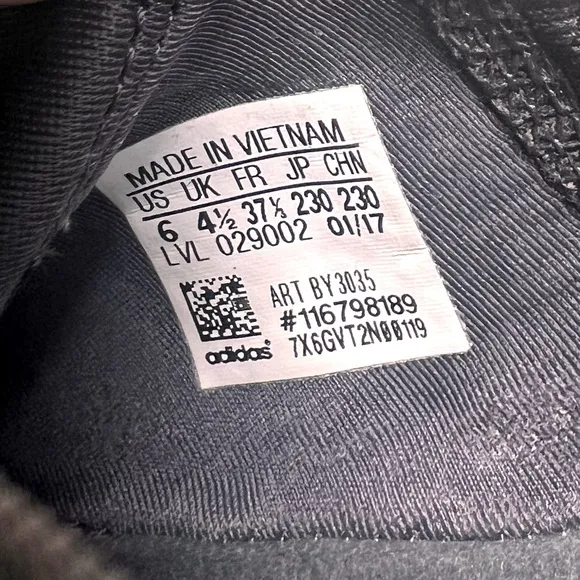 MADE IN VIETNAM
US UK FR JP CHN
6 4½ 37⅓ 230 230
LVL 029002 01/17
ART BY3035
#116798189
7X6GVT2N00119
adidas